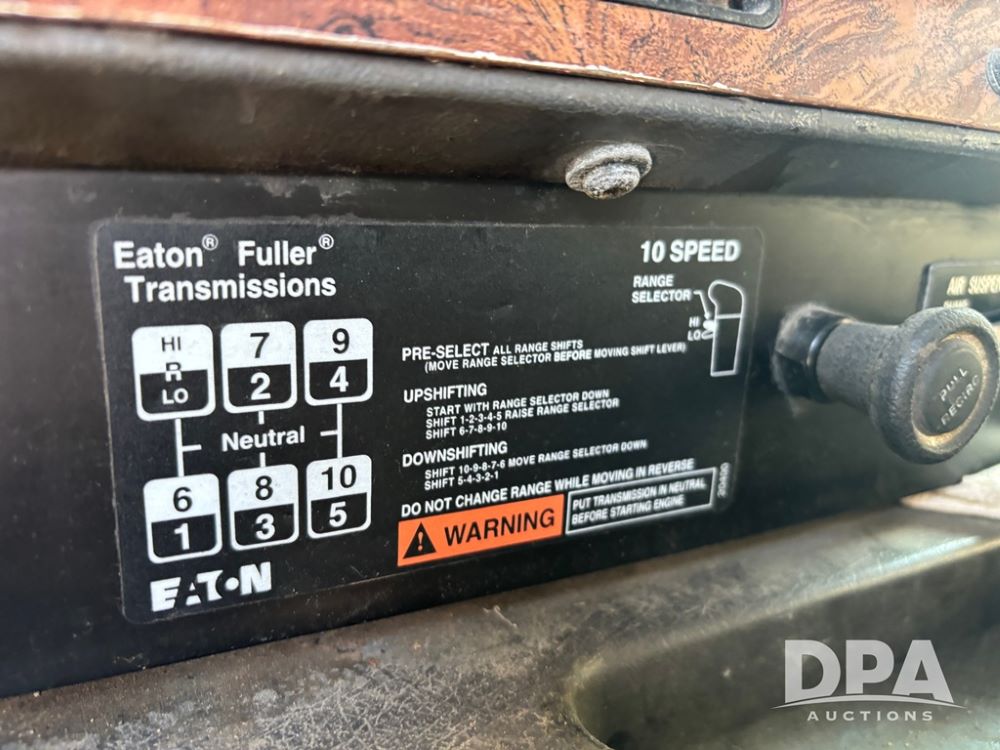 Eaton® Fuller®
Transmissions
10 SPEED
RANGE
SELECTOR
HI
LO
HI
R
LO
7
2
9
4
Neutral
6
1
8
3
10
5
PRE-SELECT ALL RANGE SHIFTS
(MOVE RANGE SELECTOR BEFORE MOVING SHIFT LEVER)
UPSHIFTING
START WITH RANGE SELECTOR DOWN
SHIFT 1-2-3-4-5 RAISE RANGE SELECTOR
SHIFT 6-7-8-9-10
DOWNSHIFTING
SHIFT 10-9-8-7-6 MOVE RANGE SELECTOR DOWN
SHIFT 5-4-3-2-1
DO NOT CHANGE RANGE WHILE MOVING IN REVERSE
WARNING
PUT TRANSMISSION IN NEUTRAL
BEFORE STARTING ENGINE
20400
EATON
AIR
PULL
RECIRC
DPA
AUCTIONS